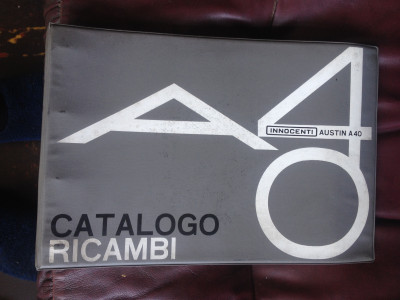 A40
INNOCENTI AUSTIN A40
CATALOGO
RICAMBI